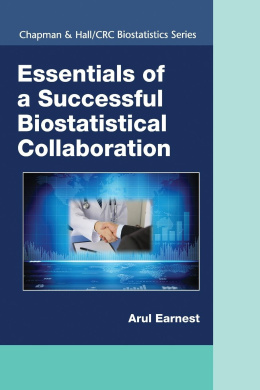 Chapman & Hall/CRC Biostatistics Series
Essentials of
a Successful
Biostatistical
Collaboration
Arul Earnest